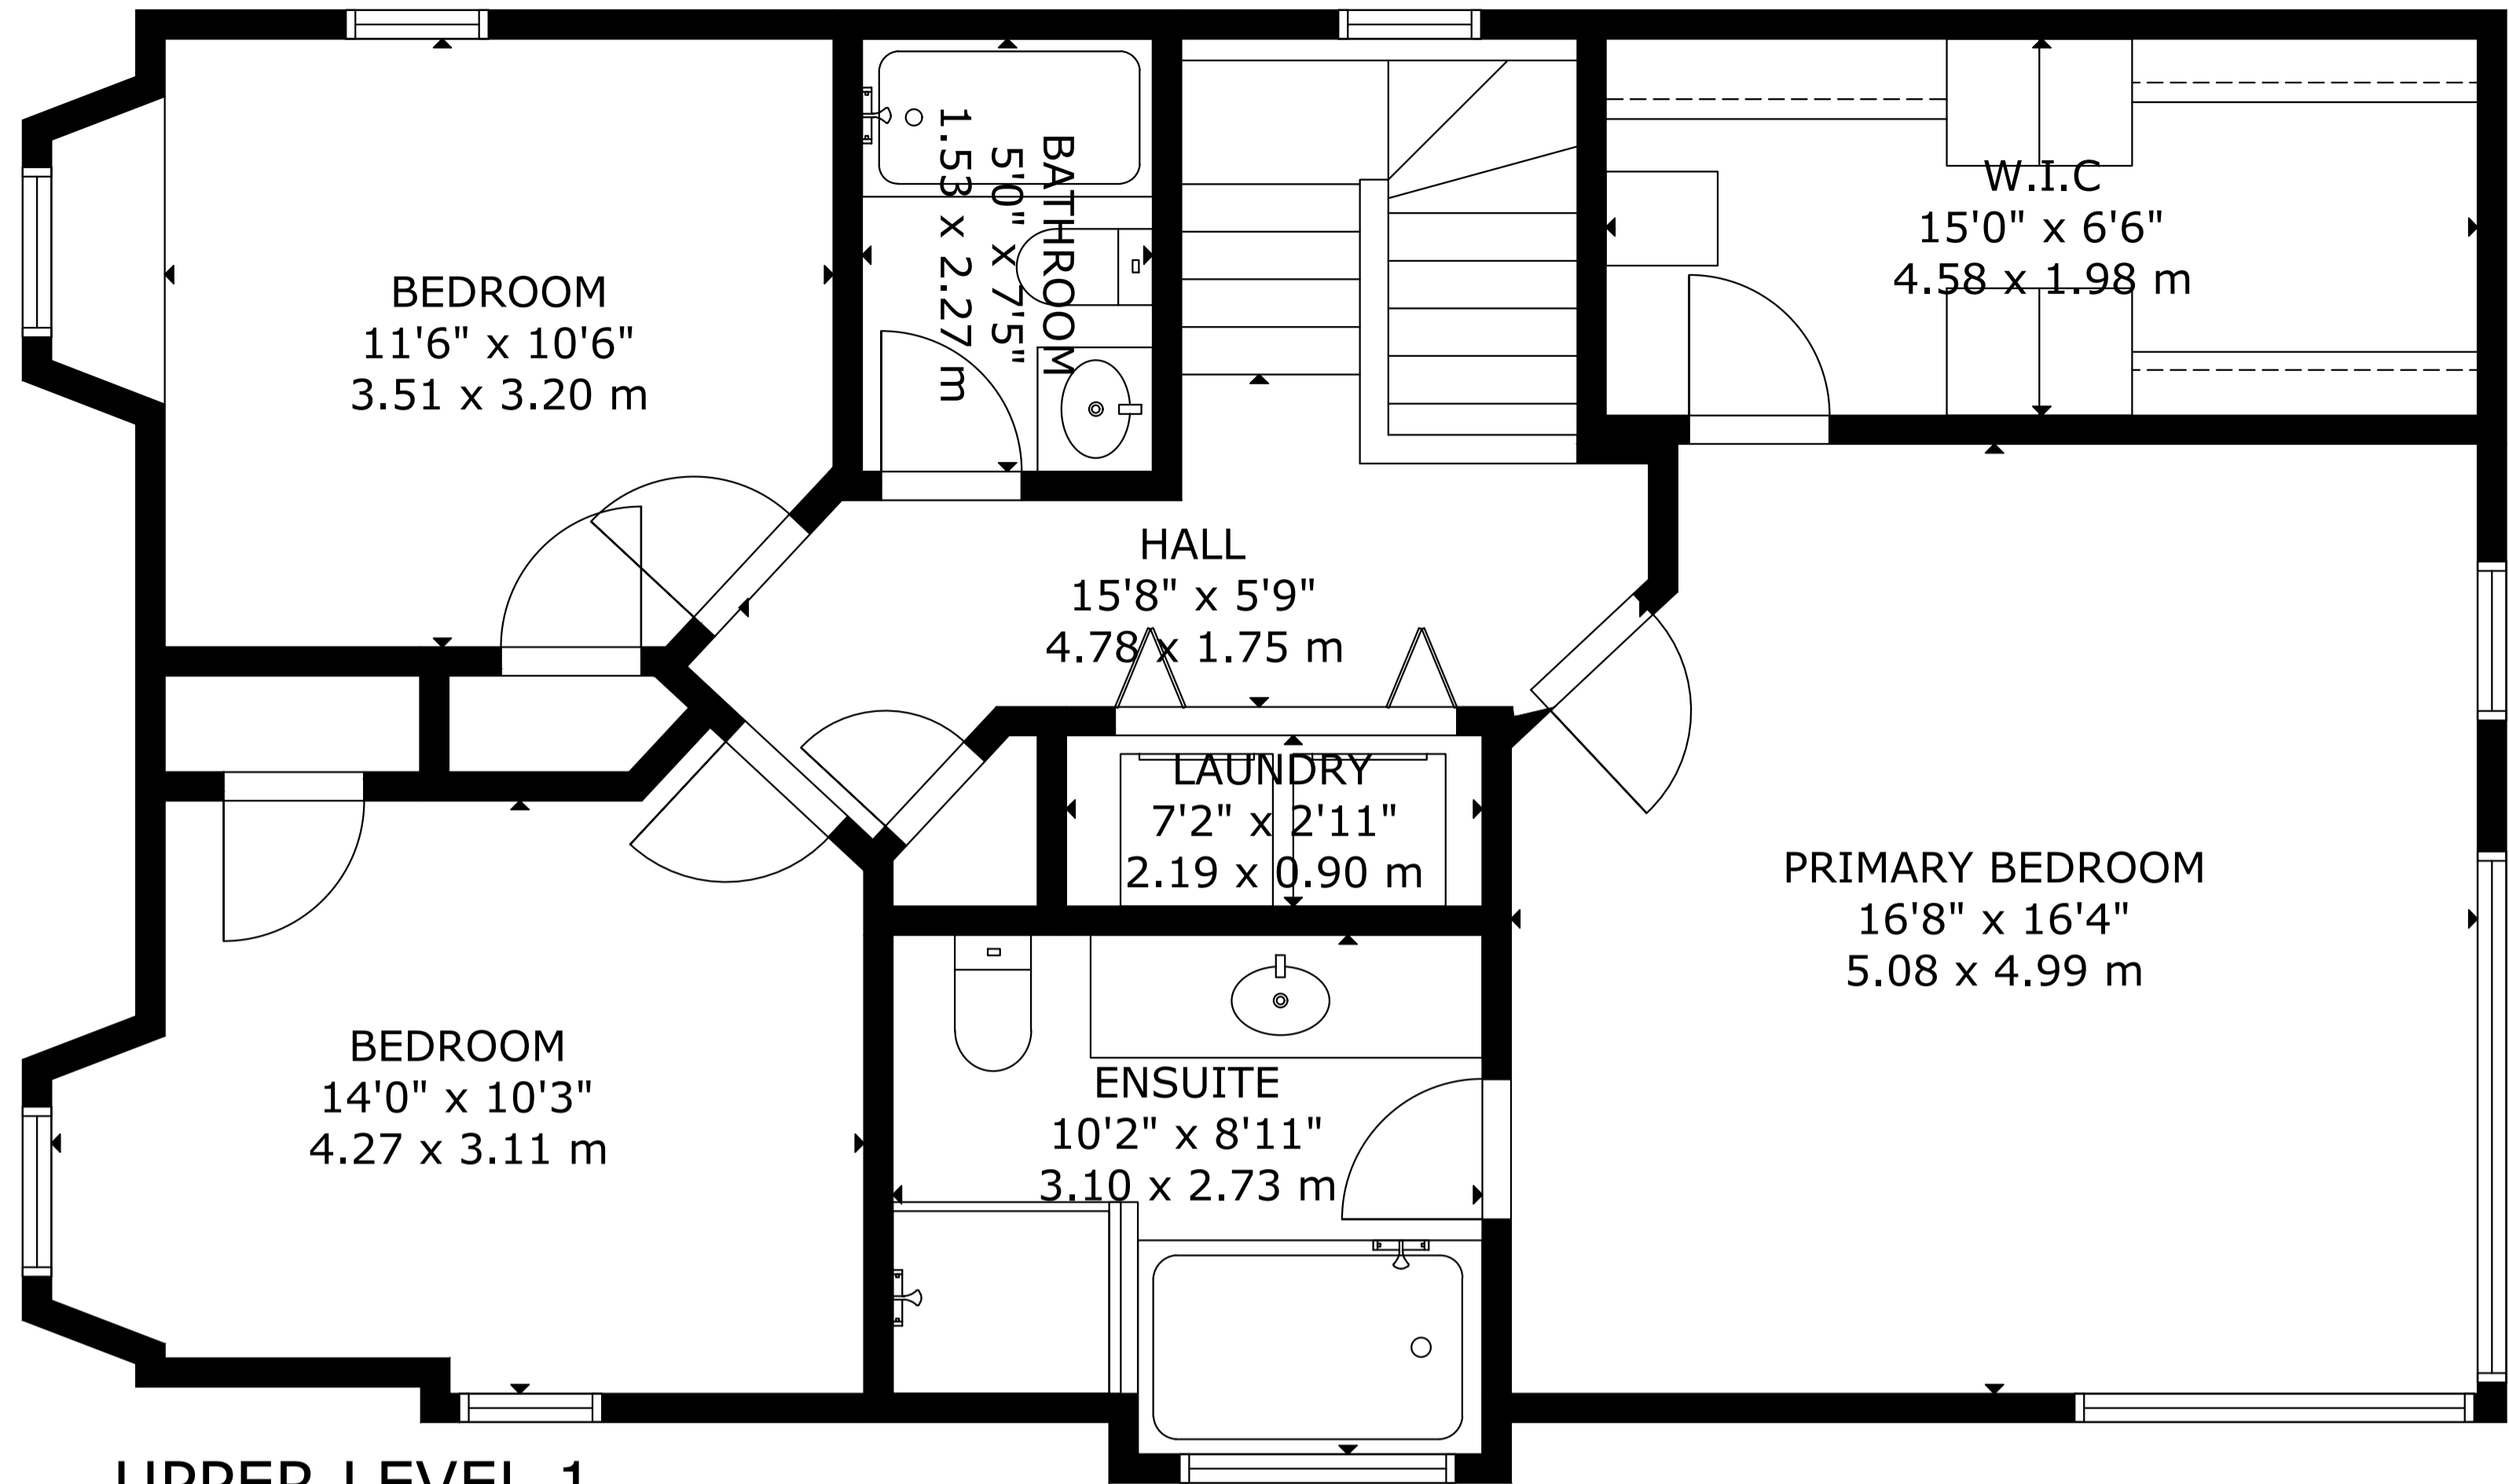 BEDROOM
11'6" x 10'6"
3.51 x 3.20 m
BATHROOM
5'0" x 7'5"
1.53 x 2.27 m
W.I.C
15'0" x 6'6"
4.58 x 1.98 m
HALL
15'8" x 5'9"
4.78 x 1.75 m
LAUNDRY
7'2" x 2'11"
2.19 x 0.90 m
PRIMARY BEDROOM
16'8" x 16'4"
5.08 x 4.99 m
BEDROOM
14'0" x 10'3"
4.27 x 3.11 m
ENSUITE
10'2" x 8'11"
3.10 x 2.73 m
UPPER LEVEL 1